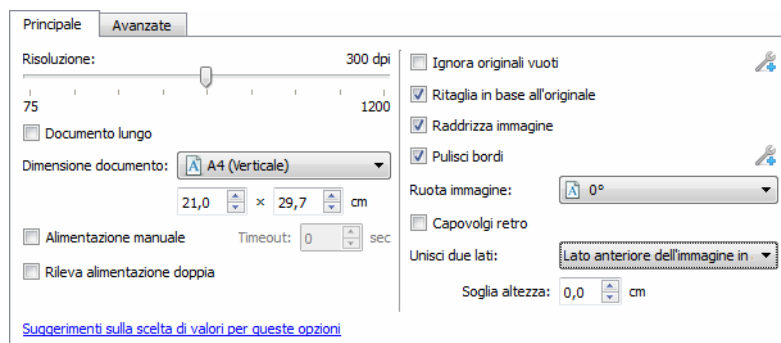 Principale
Avanzate
Risoluzione:
300 dpi
75
1200
Documento lungo
Dimensione documento:
A4 (Verticale)
21,0 × 29,7 cm
Alimentazione manuale
Timeout: 0 sec
Rileva alimentazione doppia
Suggerimenti sulla scelta di valori per queste opzioni
Ignora originali vuoti
Ritaglia in base all'originale
Raddrizza immagine
Pulisci bordi
Ruota immagine:
0°
Capovolgi retro
Unisci due lati:
Lato anteriore dell'immagine in
Soglia altezza: 0,0 cm